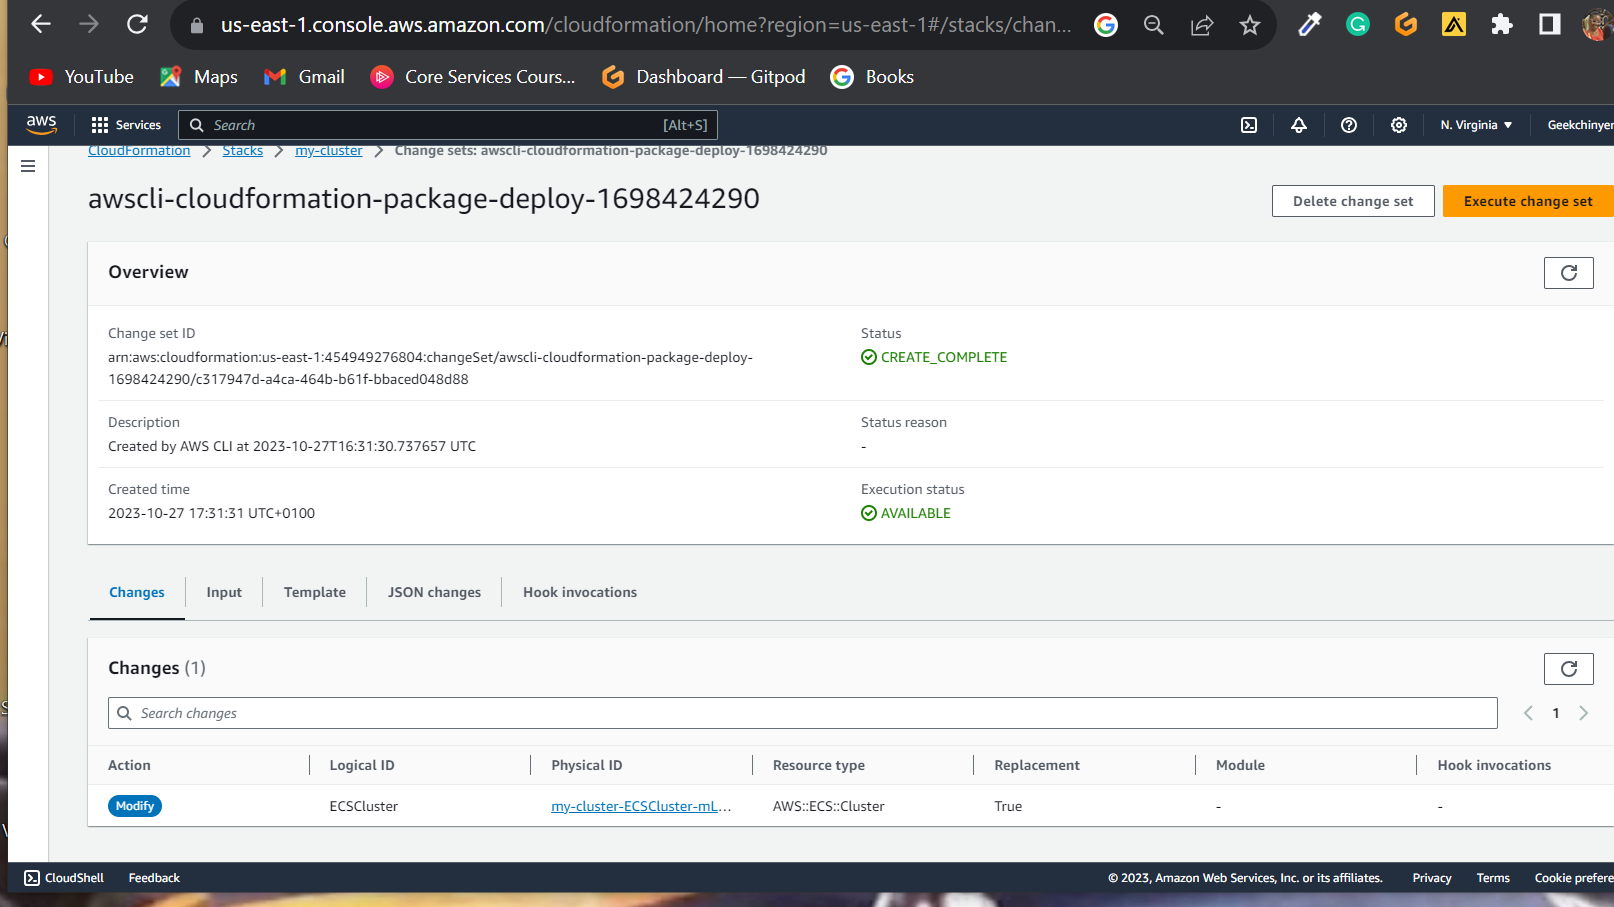 us-east-1.console.aws.amazon.com/cloudformation/home?region=us-east-1#/stacks/chan...
YouTube Maps Gmail Core Services Cours... Dashboard — Gitpod Books
aws Services Search [Alt+S] N. Virginia Geekchinyer
CloudFormation Stacks my-cluster Change sets: awscli-cloudformation-package-deploy-1698424290
awscli-cloudformation-package-deploy-1698424290 Delete change set Execute change set
Overview
Change set ID
arn:aws:cloudformation:us-east-1:454949276804:changeSet/awscli-cloudformation-package-deploy-
1698424290/c317947d-a4ca-464b-b61f-bbaced048d88
Status
CREATE_COMPLETE
Description
Created by AWS CLI at 2023-10-27T16:31:30.737657 UTC
Status reason
-
Created time
2023-10-27 17:31:31 UTC+0100
Execution status
AVAILABLE
Changes Input Template JSON changes Hook invocations
Changes (1)
Search changes 1
Action Logical ID Physical ID Resource type Replacement Module Hook invocations
Modify ECSCluster my-cluster-ECSCluster-mL... AWS::ECS::Cluster True - -
CloudShell Feedback © 2023, Amazon Web Services, Inc. or its affiliates. Privacy Terms Cookie prefere